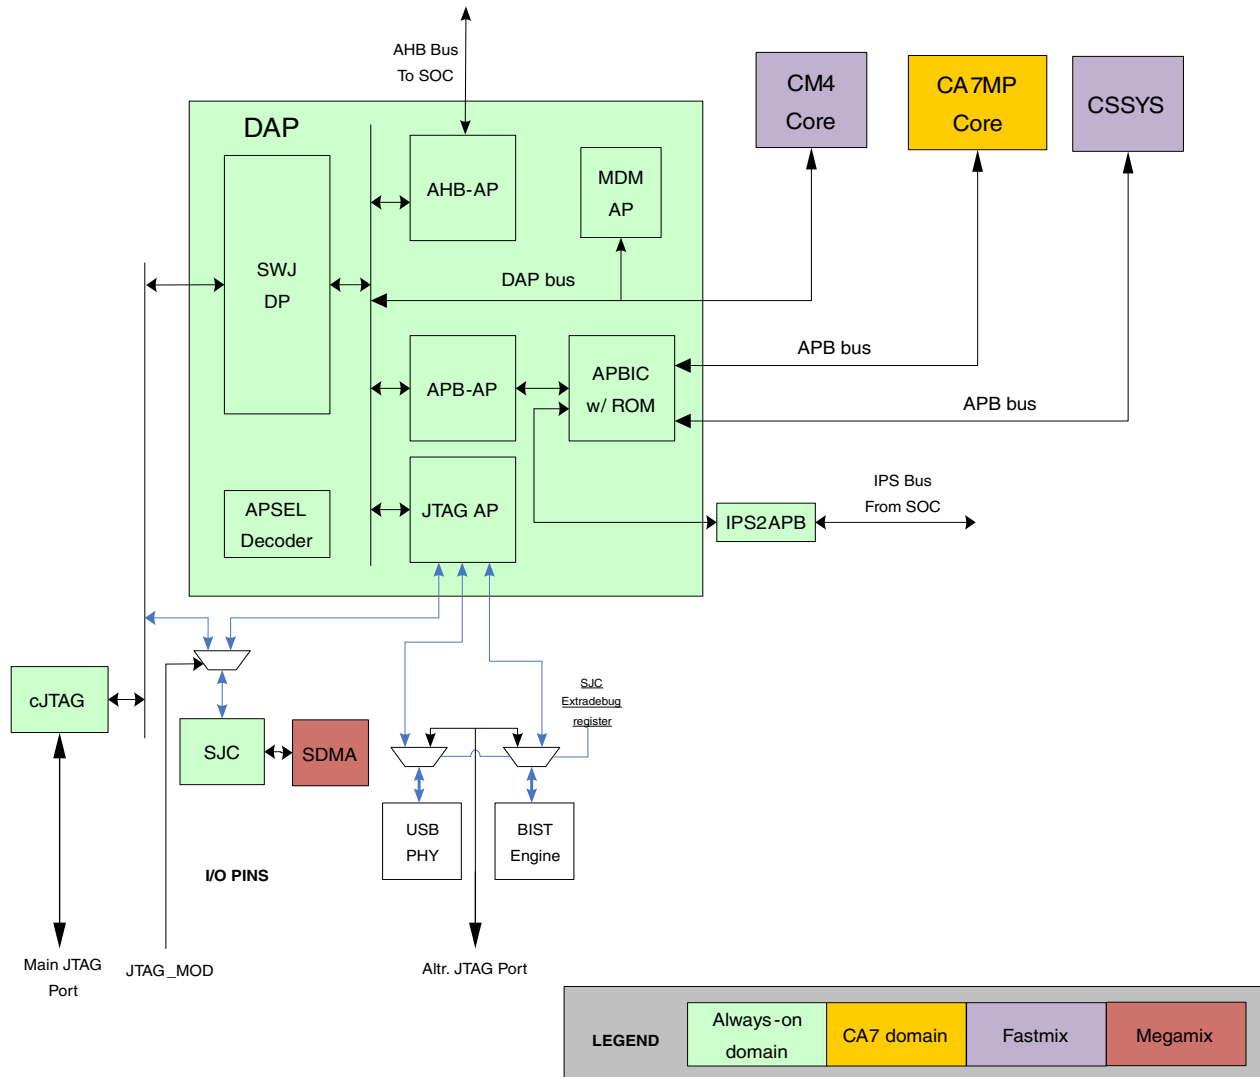 AHB Bus
To SOC
CM4
Core
CA7MP
Core
CSSYS
DAP
AHB-AP
MDM
AP
SWJ
DP
DAP bus
APB bus
APB-AP
APBIC
w/ ROM
APB bus
JTAG AP
APSEL
Decoder
IPS Bus
From SOC
IPS2APB
cJTAG
SJC
SDMA
SJC
Extradebug
register
USB
PHY
BIST
Engine
I/O PINS
Main JTAG
Port
JTAG_MOD
Altr. JTAG Port
LEGEND
Always-on
domain
CA7 domain
Fastmix
Megamix